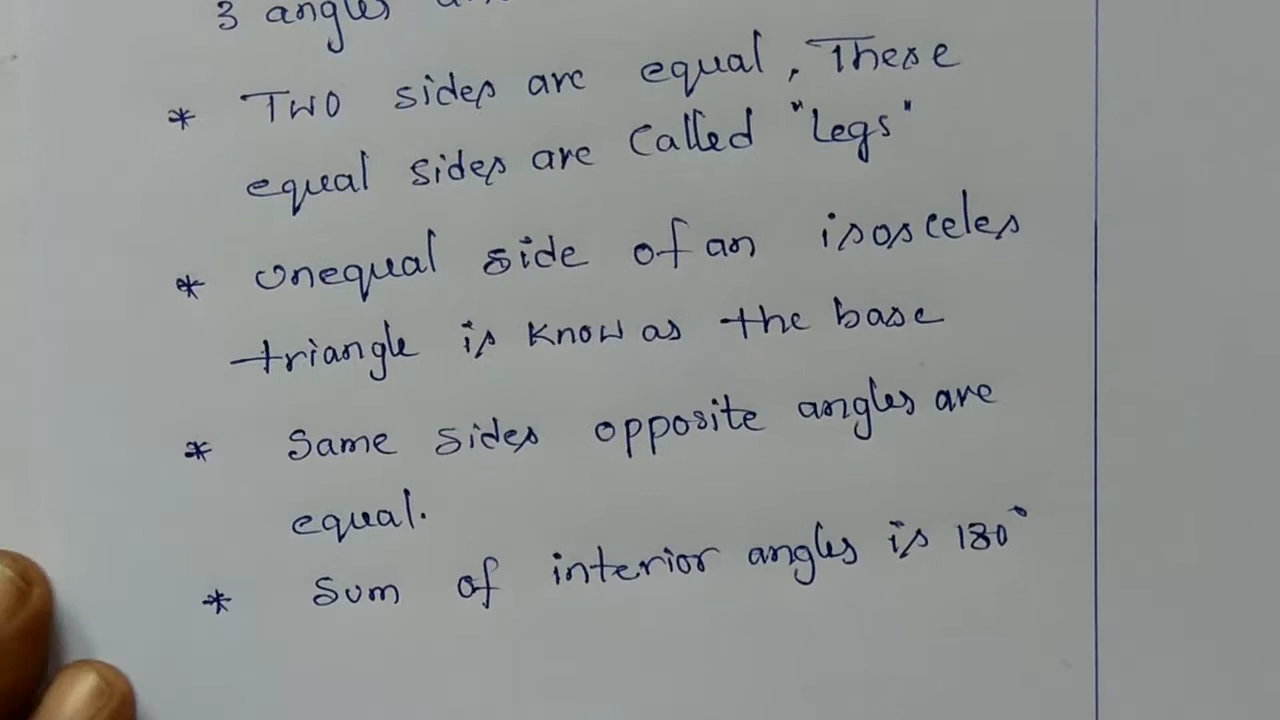 3 angles
* Two sides are equal, These
equal sides are called "Legs"
* Unequal side of an isosceles
triangle is know as the base
* Same sides opposite angles are
equal.
* Sum of interior angles is 180°